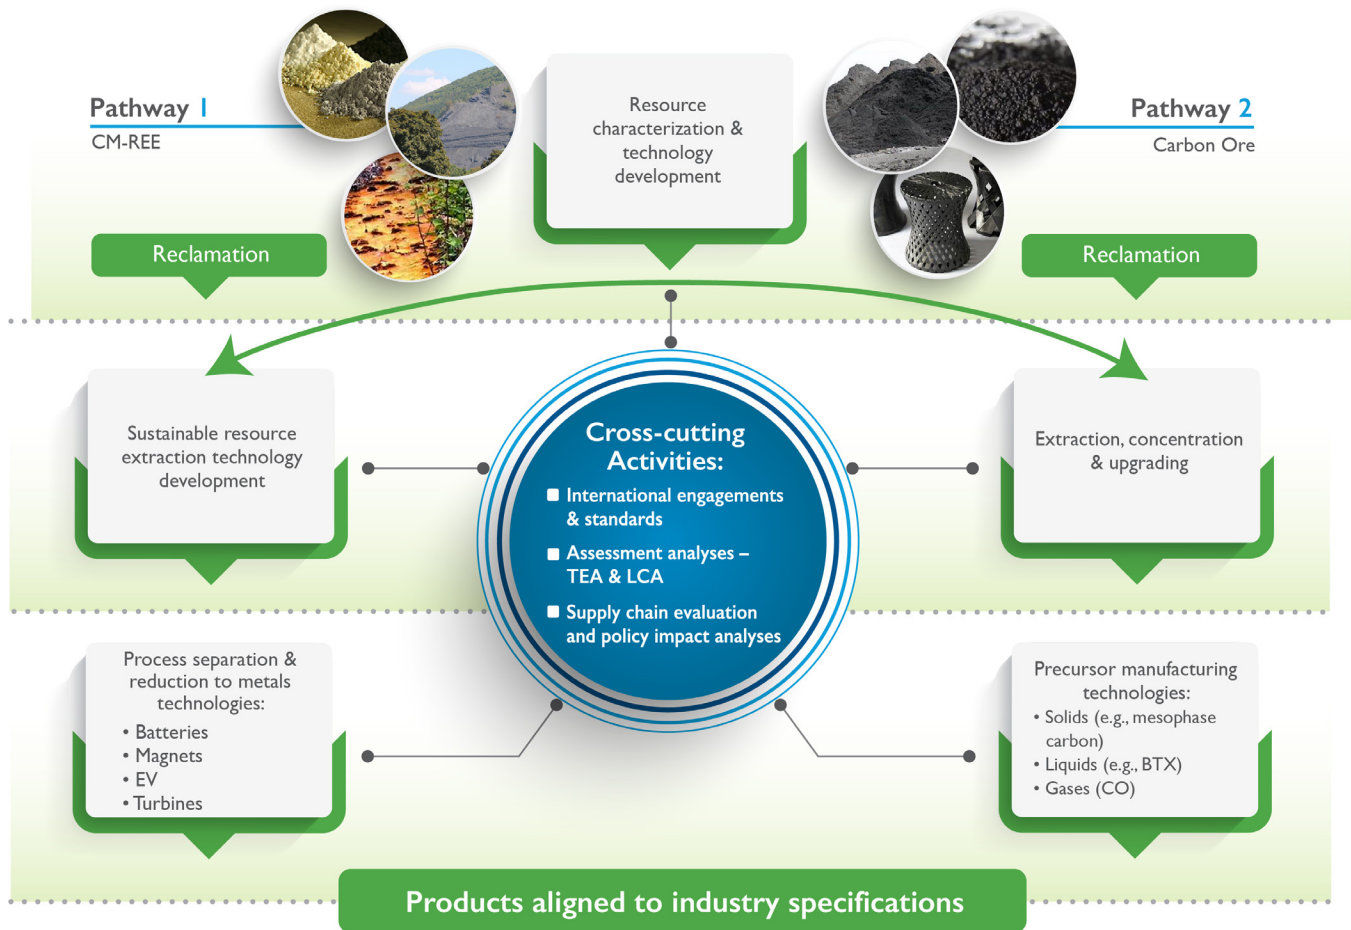 Pathway 1
CM-REE
Resource
characterization &
technology
development
Pathway 2
Carbon Ore
Reclamation
Reclamation
Sustainable resource
extraction technology
development
Cross-cutting
Activities:
International engagements
& standards
Assessment analyses –
TEA & LCA
Supply chain evaluation
and policy impact analyses
Extraction, concentration
& upgrading
Process separation &
reduction to metals
technologies:
• Batteries
• Magnets
• EV
• Turbines
Precursor manufacturing
technologies:
• Solids (e.g., mesophase
carbon)
• Liquids (e.g., BTX)
• Gases (CO)
Products aligned to industry specifications